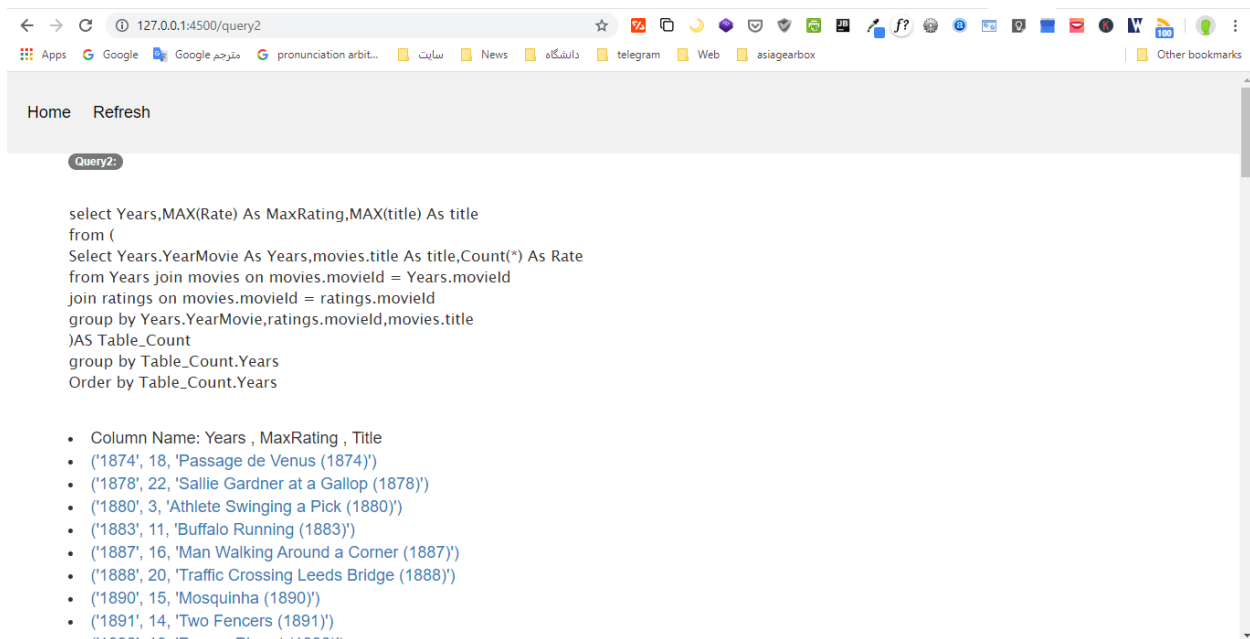 127.0.0.1:4500/query2
Apps Google مترجم Google pronunciation arbit... سایت News دانشگاه telegram Web asiagearbox Other bookmarks
Home Refresh
Query2:
select Years,MAX(Rate) As MaxRating,MAX(title) As title
from (
Select Years.YearMovie As Years,movies.title As title,Count(*) As Rate
from Years join movies on movies.movieId = Years.movieId
join ratings on movies.movieId = ratings.movieId
group by Years.YearMovie,ratings.movieId,movies.title
)AS Table_Count
group by Table_Count.Years
Order by Table_Count.Years
• Column Name: Years , MaxRating , Title
• ('1874', 18, 'Passage de Venus (1874)')
• ('1878', 22, 'Sallie Gardner at a Gallop (1878)')
• ('1880', 3, 'Athlete Swinging a Pick (1880)')
• ('1883', 11, 'Buffalo Running (1883)')
• ('1887', 16, 'Man Walking Around a Corner (1887)')
• ('1888', 20, 'Traffic Crossing Leeds Bridge (1888)')
• ('1890', 15, 'Mosquinha (1890)')
• ('1891', 14, 'Two Fencers (1891)')